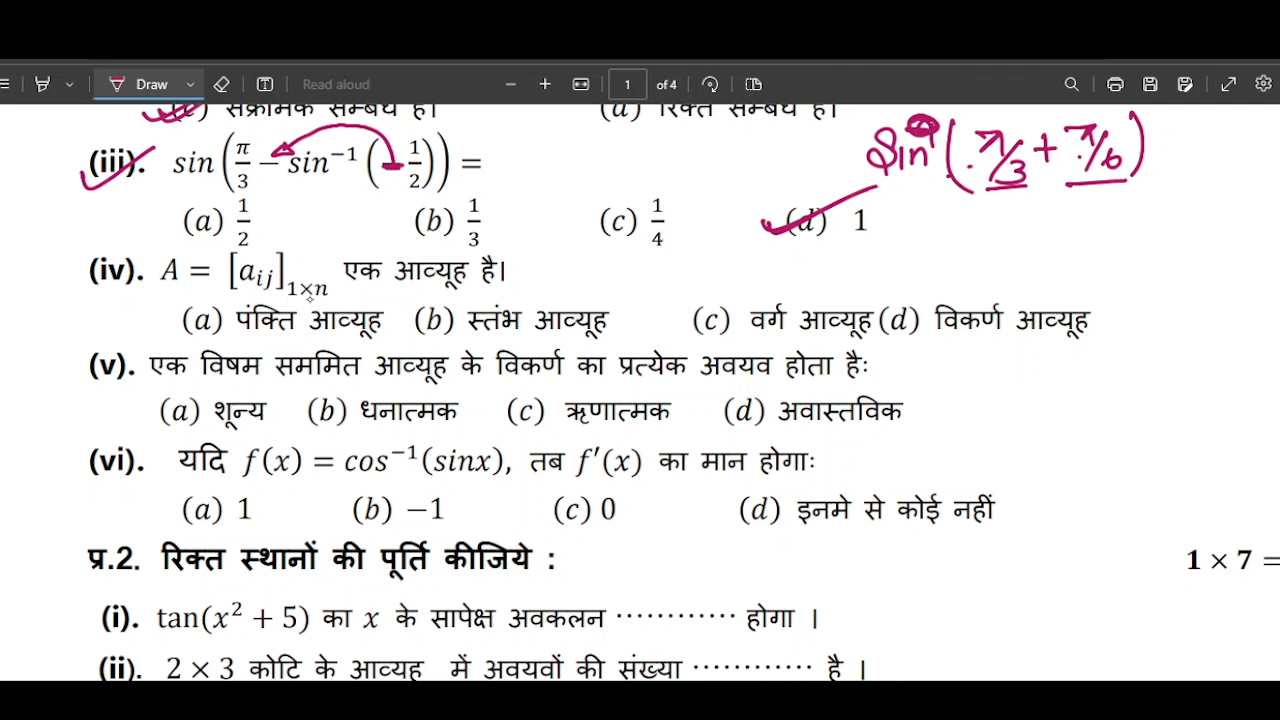 Draw Read aloud 1 of 4
संक्रामक सम्बंध है। (d) रिक्त सम्बंध है।
(iii). sin(π/3 − sin⁻¹(−1/2)) = sin(π/3 + π/6)
(a) 1/2 (b) 1/3 (c) 1/4 (d) 1
(iv). A = [aᵢⱼ]₁ₓₙ एक आव्यूह है।
(a) पंक्ति आव्यूह (b) स्तंभ आव्यूह (c) वर्ग आव्यूह (d) विकर्ण आव्यूह
(v). एक विषम सममित आव्यूह के विकर्ण का प्रत्येक अवयव होता हैः
(a) शून्य (b) धनात्मक (c) ऋणात्मक (d) अवास्तविक
(vi). यदि f(x) = cos⁻¹(sinx), तब f′(x) का मान होगाः
(a) 1 (b) −1 (c) 0 (d) इनमे से कोई नहीं
प्र.2. रिक्त स्थानों की पूर्ति कीजिये : 1 × 7 =
(i). tan(x² + 5) का x के सापेक्ष अवकलन ············ होगा ।
(ii). 2 × 3 कोटि के आव्यूह में अवयवों की संख्या ············ है ।